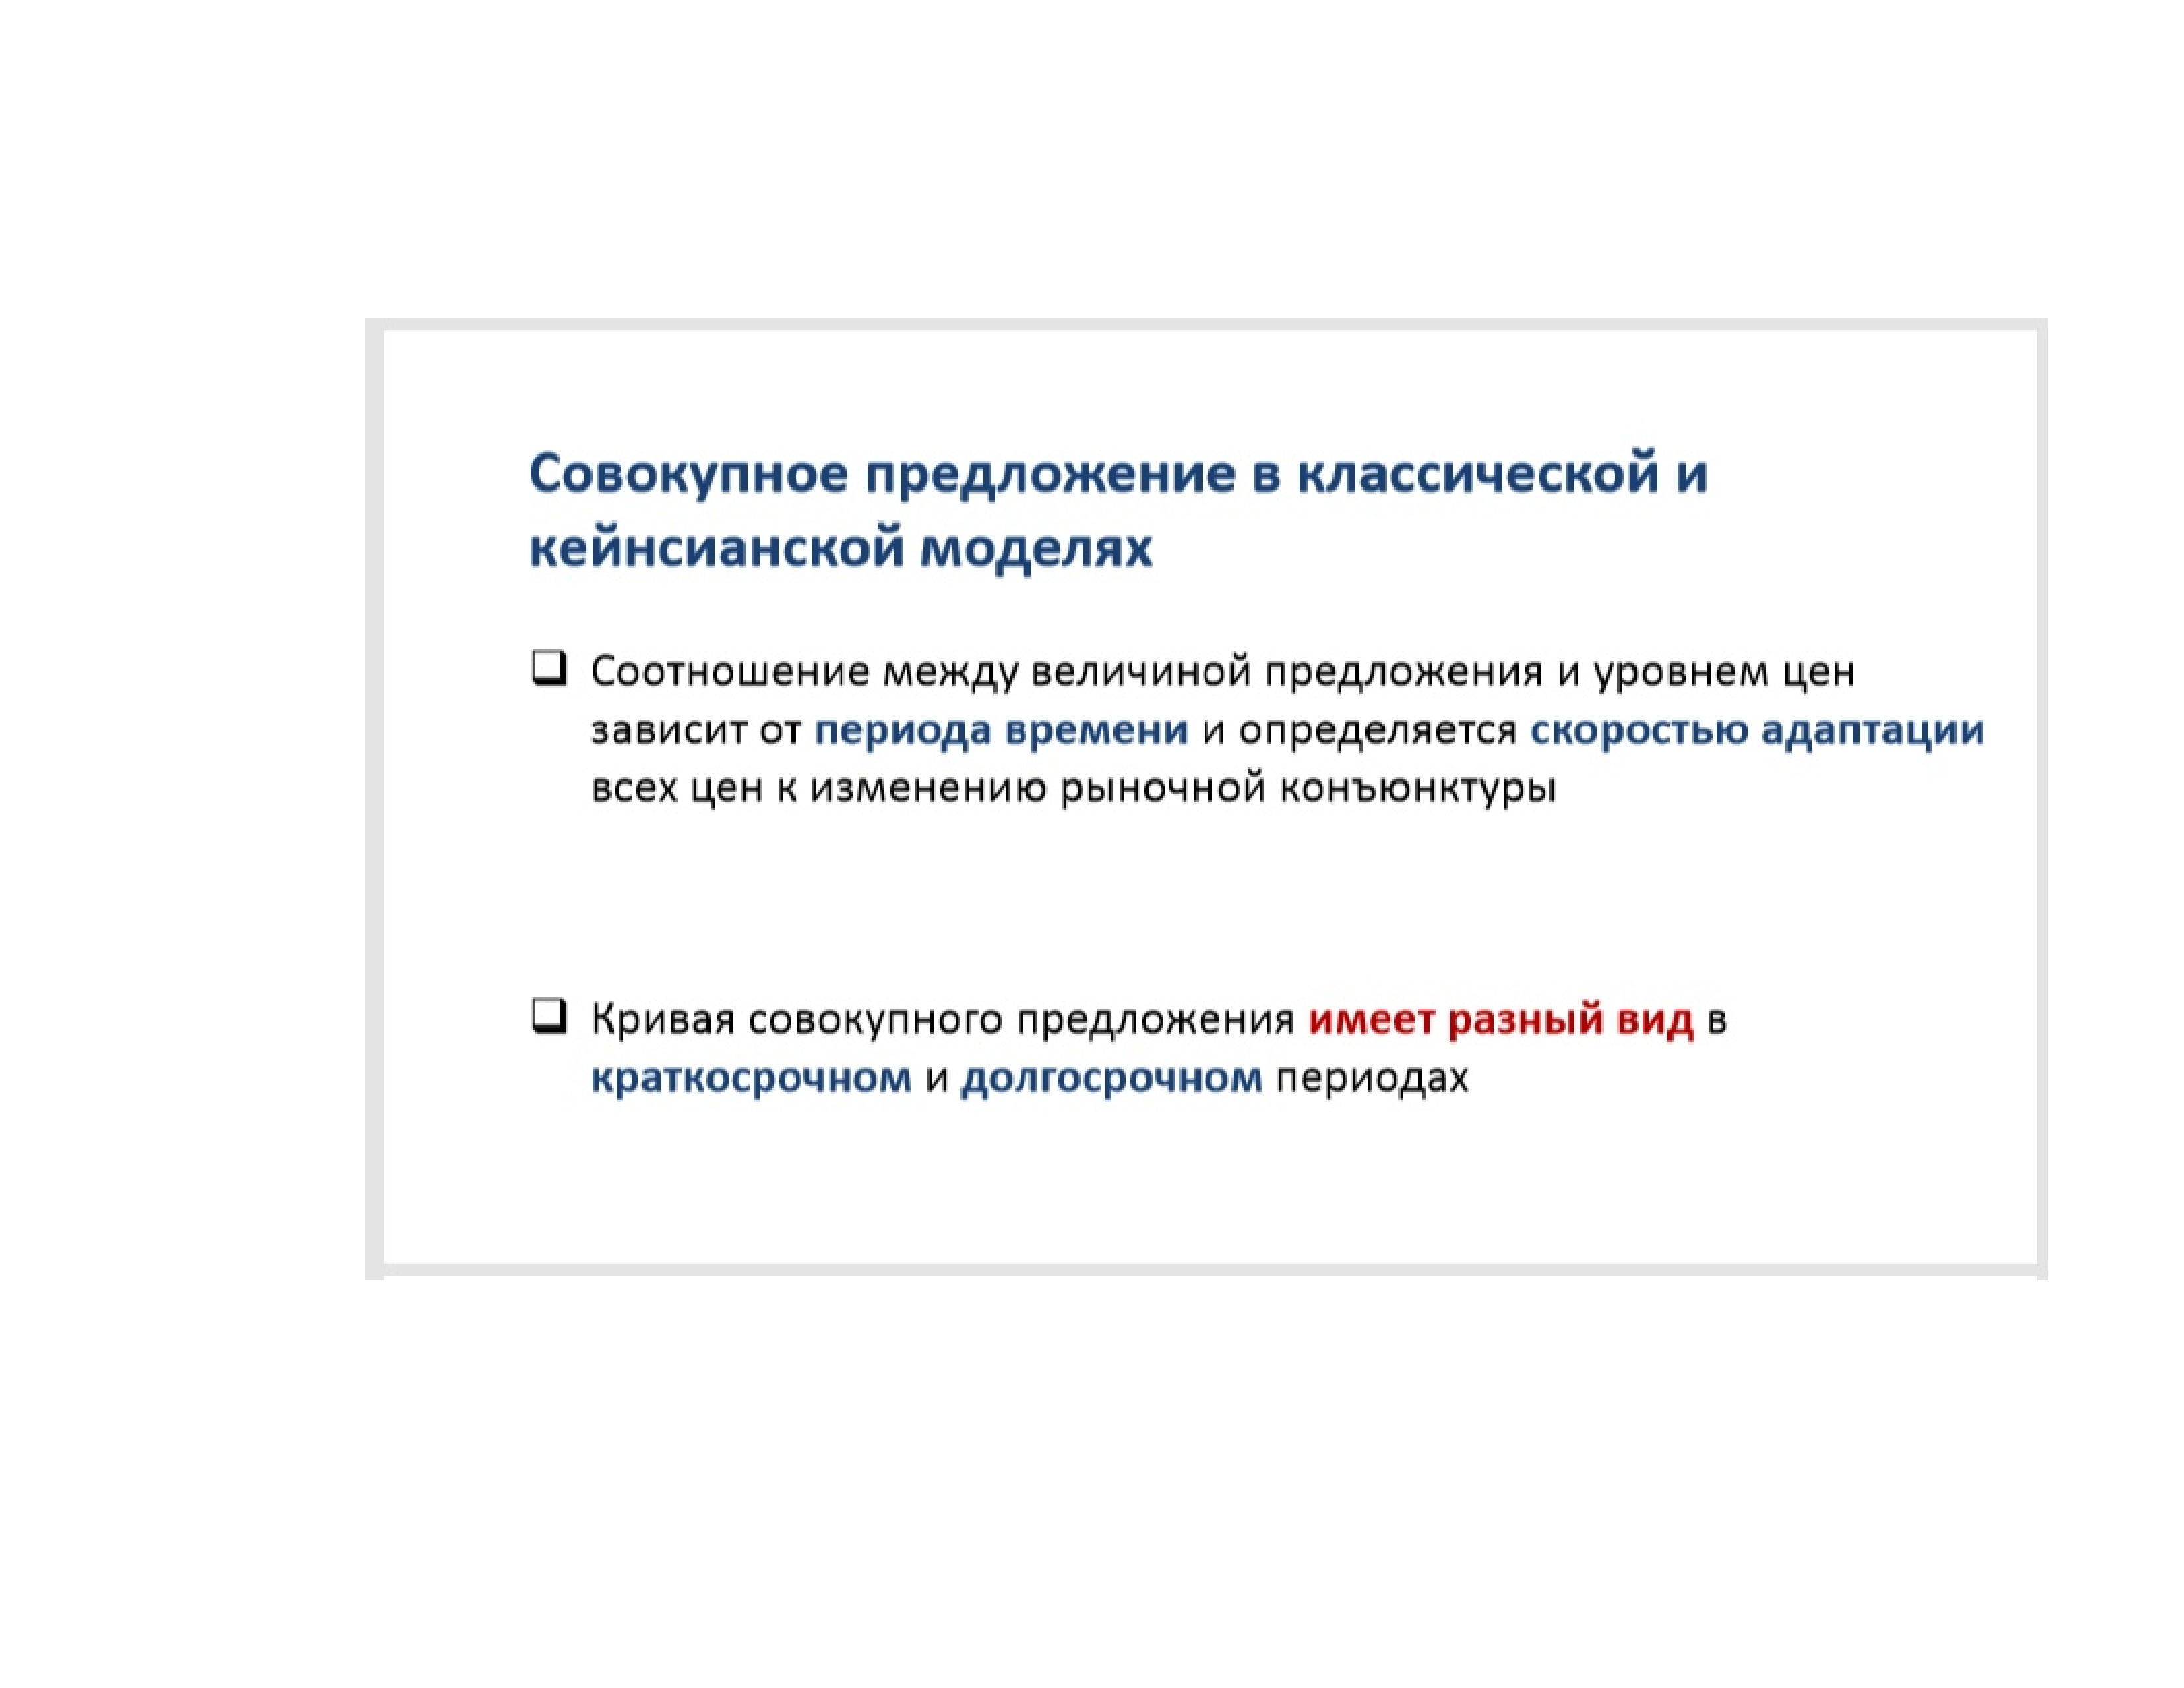 Совокупное предложение в классической и
кейнсианской моделях
❑ Соотношение между величиной предложения и уровнем цен
зависит от периода времени и определяется скоростью адаптации
всех цен к изменению рыночной конъюнктуры
❑ Кривая совокупного предложения имеет разный вид в
краткосрочном и долгосрочном периодах